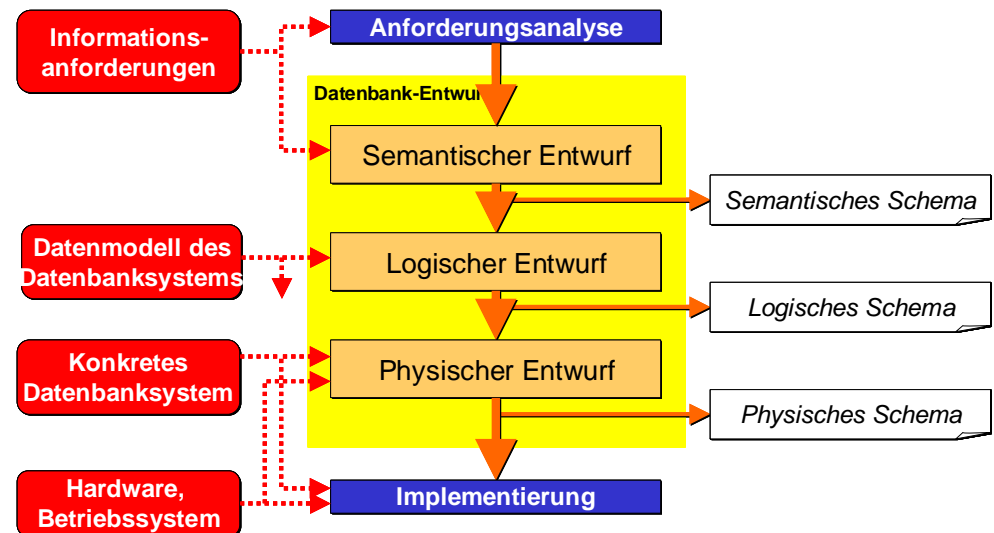 Informations-
anforderungen
Anforderungsanalyse
Datenbank-Entwur
Semantischer Entwurf
Semantisches Schema
Datenmodell des
Datenbanksystems
Logischer Entwurf
Logisches Schema
Konkretes
Datenbanksystem
Physischer Entwurf
Physisches Schema
Hardware,
Betriebssystem
Implementierung